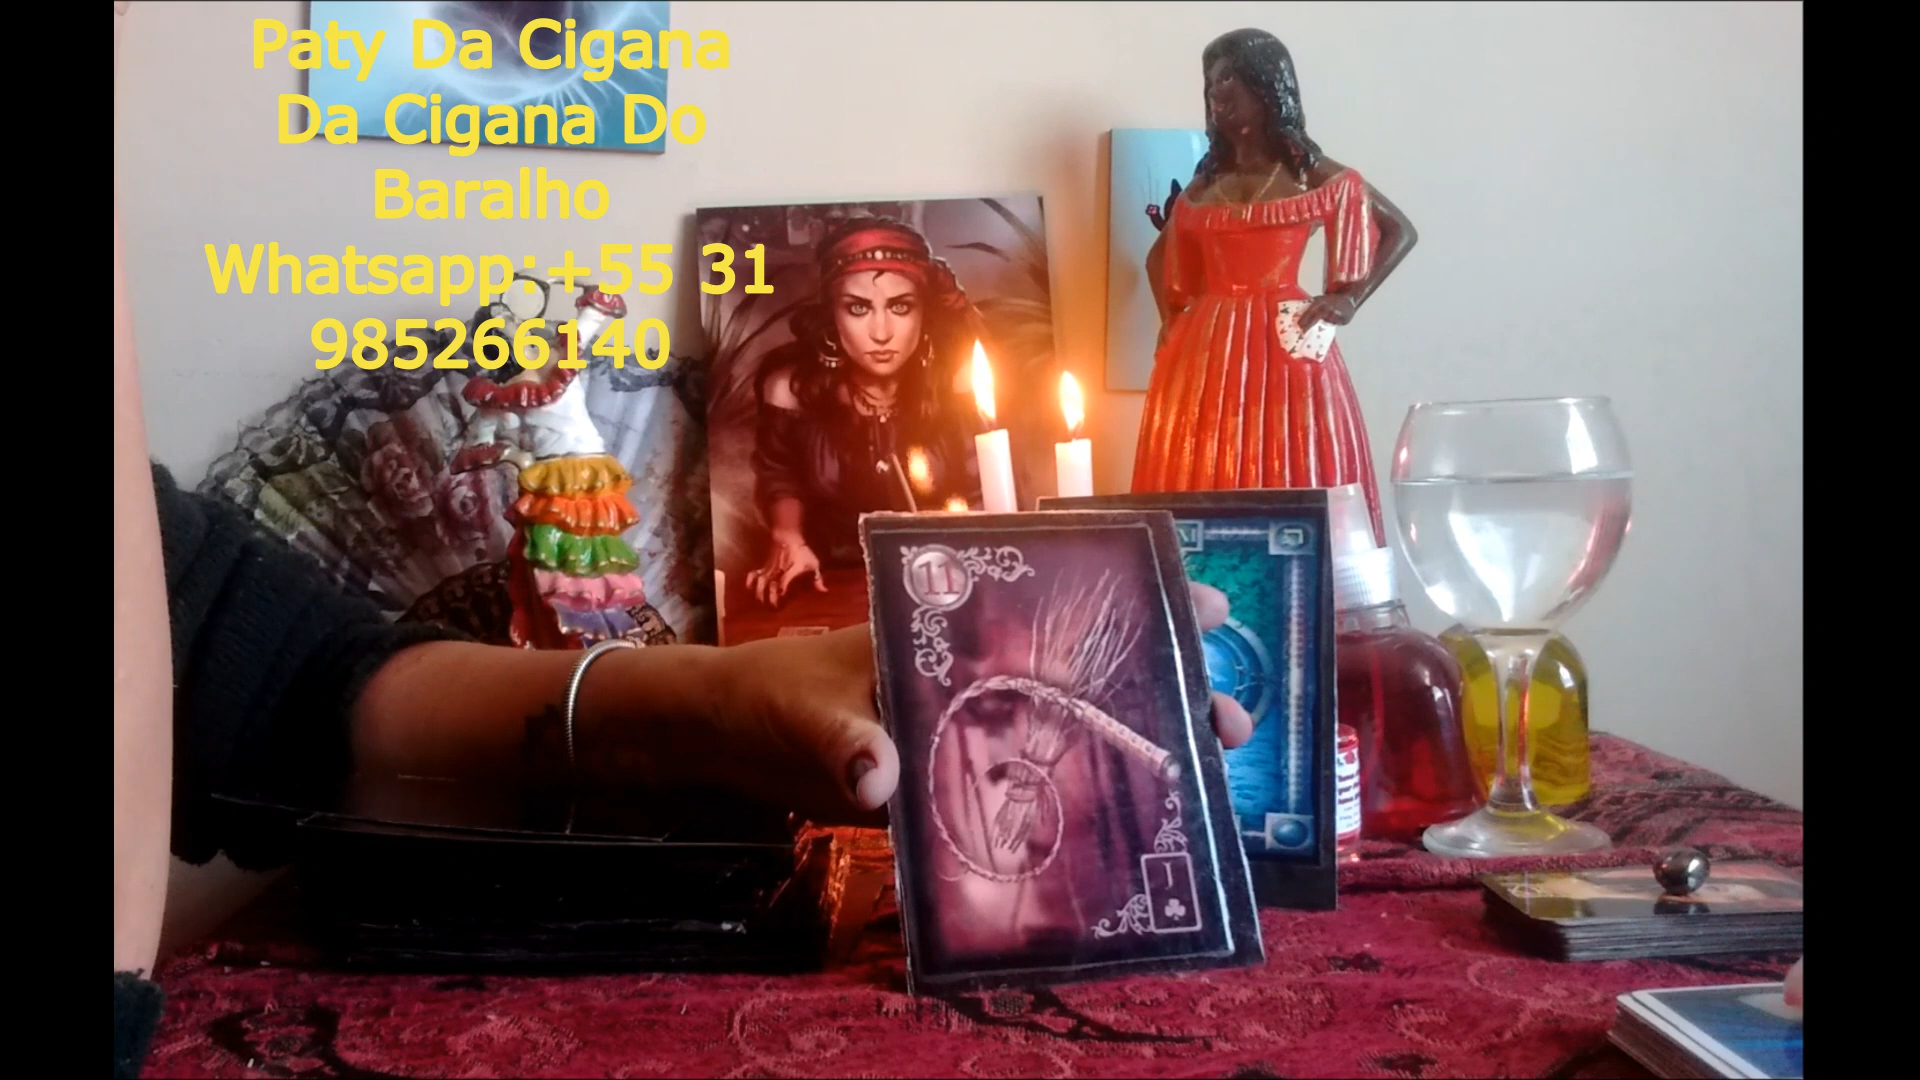 Paty Da Cigana
Da Cigana Do
Baralho
Whatsapp:+55 31
985266140
11
J